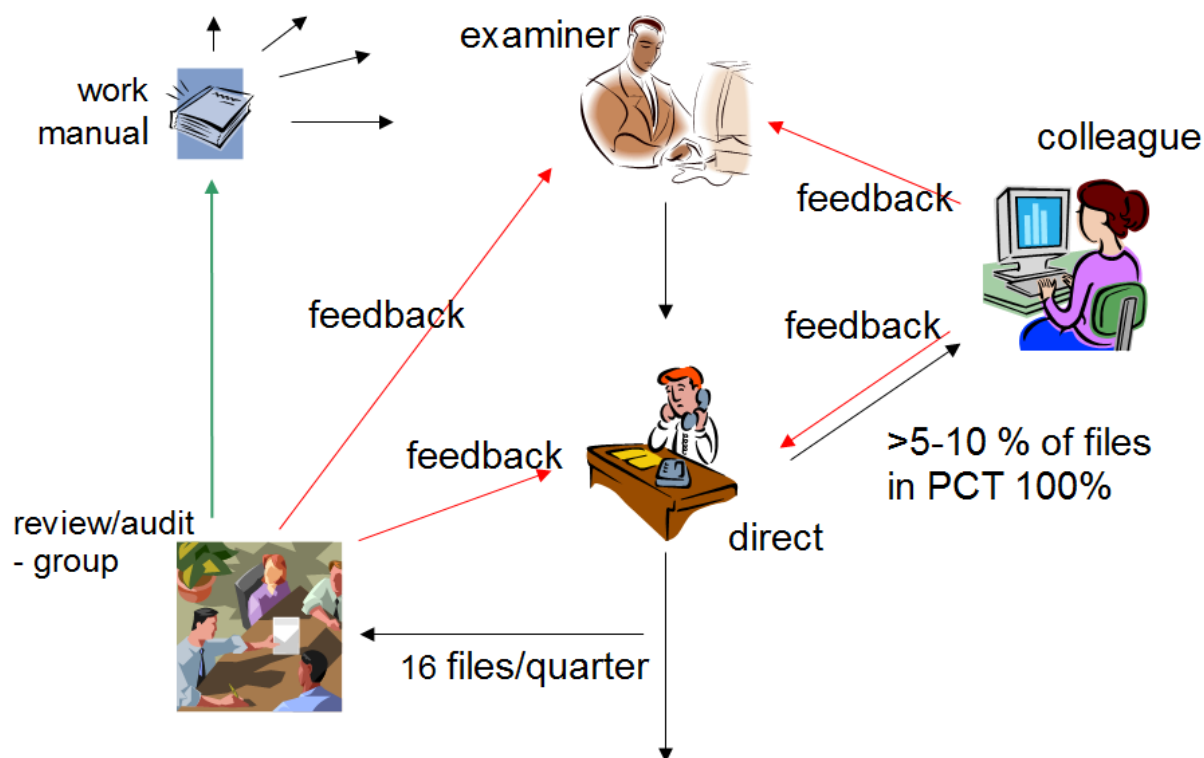 examiner
work
manual
colleague
feedback
feedback
feedback
>5-10 % of files
in PCT 100%
feedback
review/audit
- group
direct
16 files/quarter